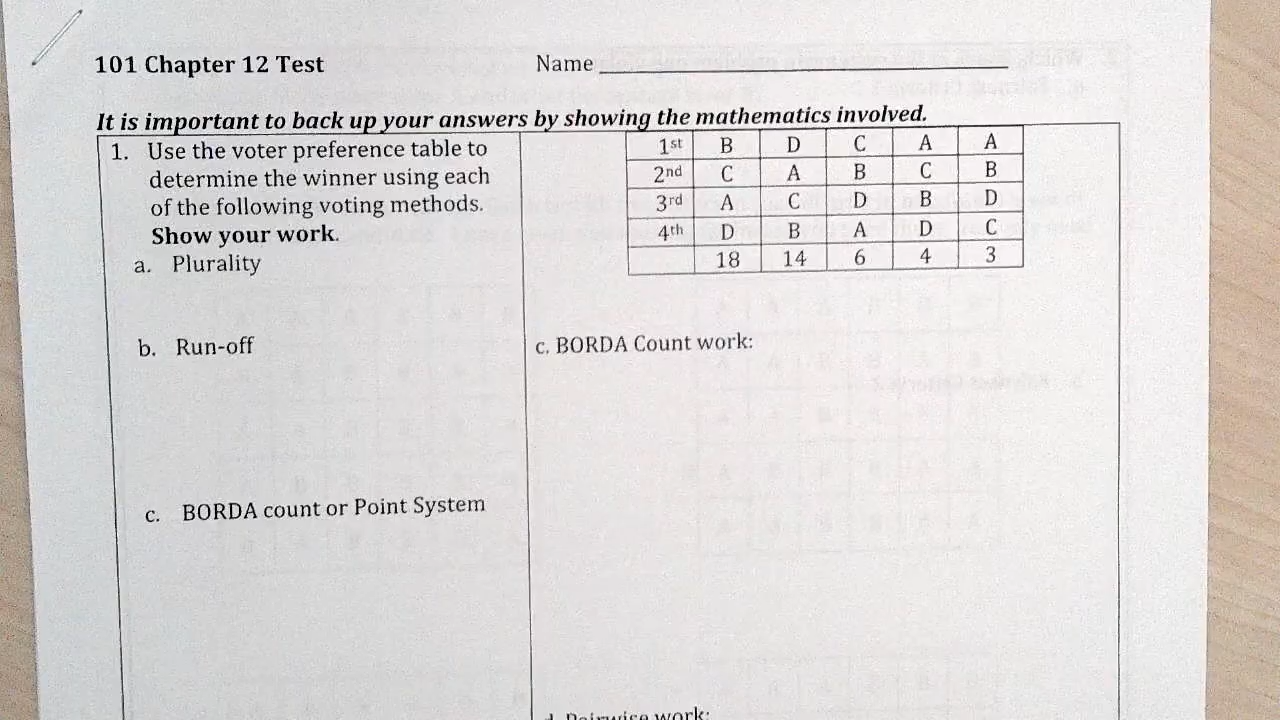 101 Chapter 12 Test Name
It is important to back up your answers by showing the mathematics involved.
1. Use the voter preference table to
determine the winner using each
of the following voting methods.
Show your work.
a. Plurality
1st B D C A A
2nd C A B C B
3rd A C D B D
4th D B A D C
18 14 6 4 3
b. Run-off
c. BORDA Count work:
c. BORDA count or Point System
d. Pairwise work: